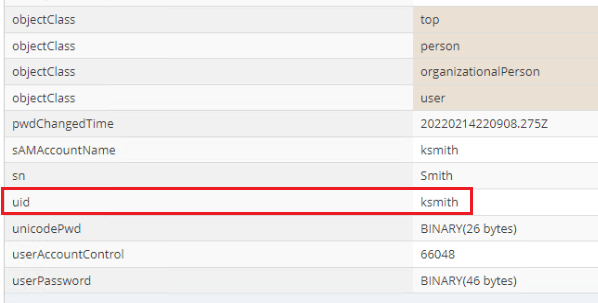 objectClass top
objectClass person
objectClass organizationalPerson
objectClass user
pwdChangedTime 20220214220908.275Z
sAMAccountName ksmith
sn Smith
uid ksmith
unicodePwd BINARY(26 bytes)
userAccountControl 66048
userPassword BINARY(46 bytes)